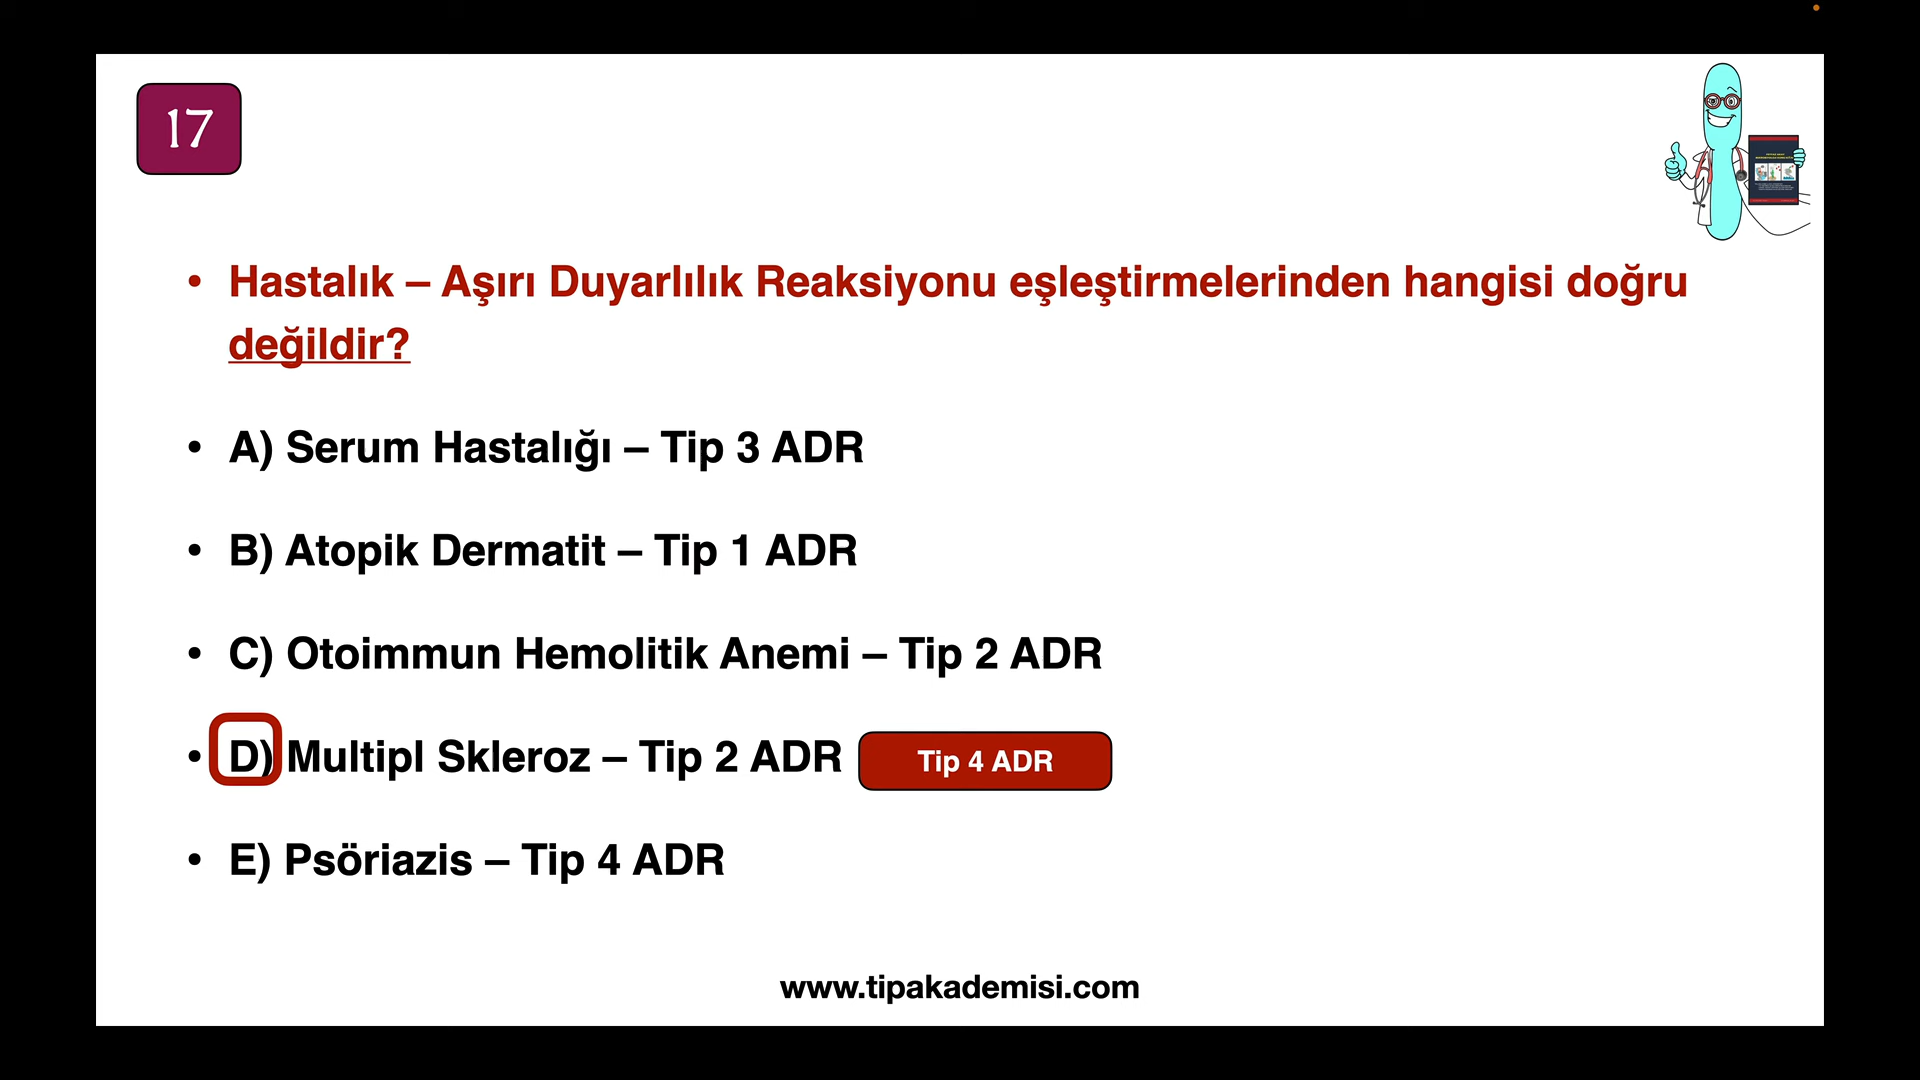 17
• Hastalık – Aşırı Duyarlılık Reaksiyonu eşleştirmelerinden hangisi doğru
değildir?
• A) Serum Hastalığı – Tip 3 ADR
• B) Atopik Dermatit – Tip 1 ADR
• C) Otoimmun Hemolitik Anemi – Tip 2 ADR
• D) Multipl Skleroz – Tip 2 ADR Tip 4 ADR
• E) Psöriazis – Tip 4 ADR
www.tipakademisi.com